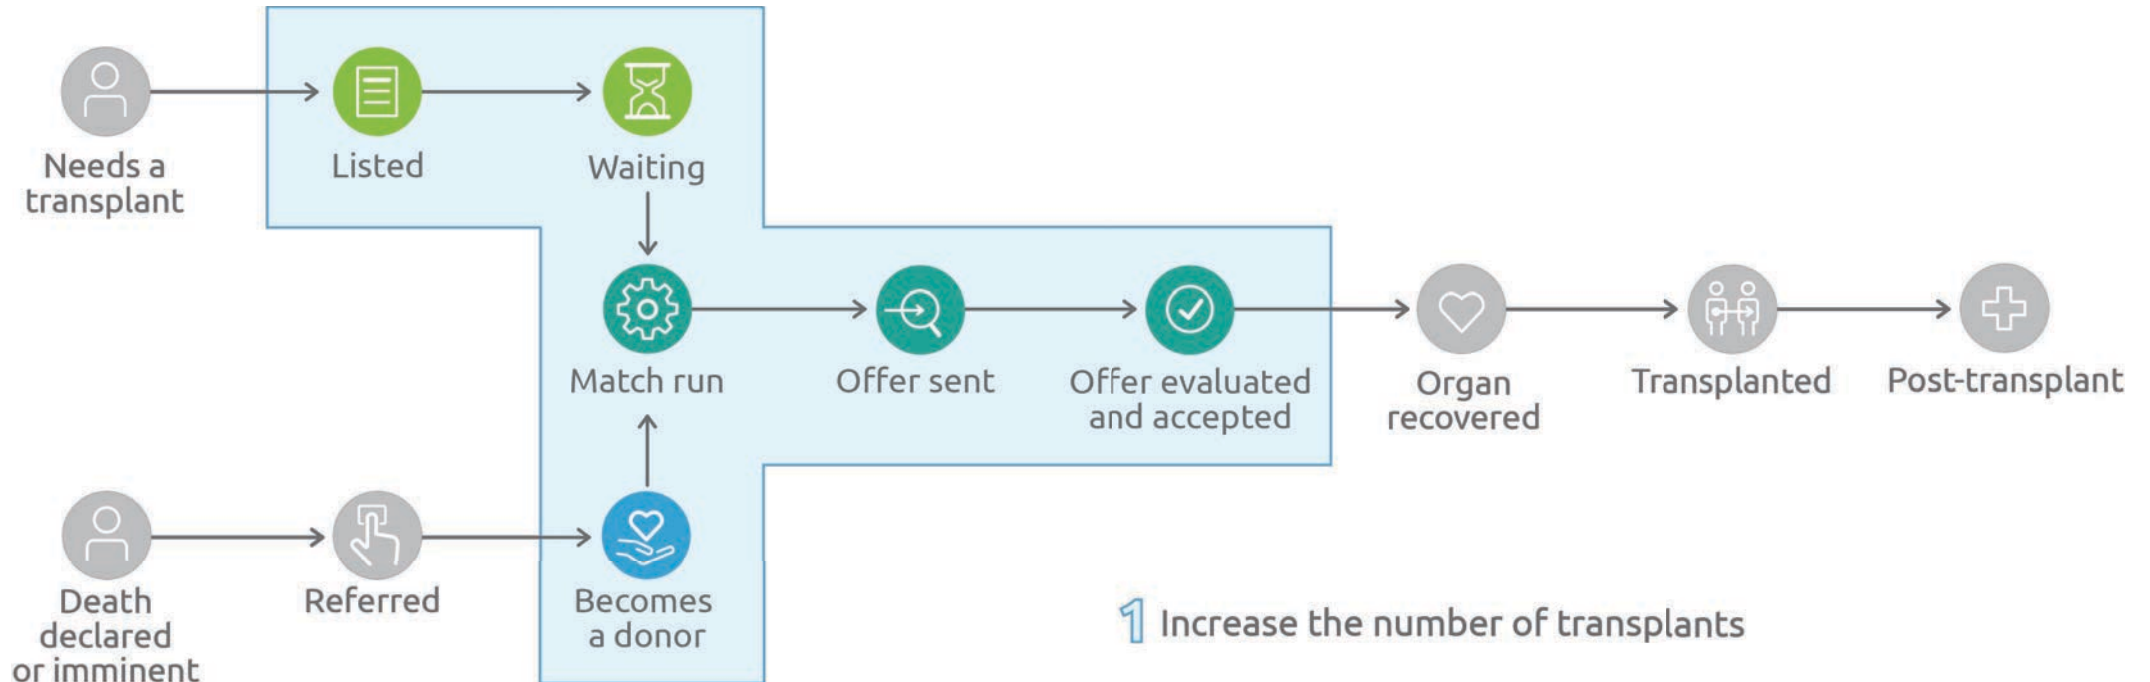 Needs a
transplant
Listed
Waiting
Match run
Offer sent
Offer evaluated
and accepted
Organ
recovered
Transplanted
Post-transplant
Death
declared
or imminent
Referred
Becomes
a donor
1 Increase the number of transplants